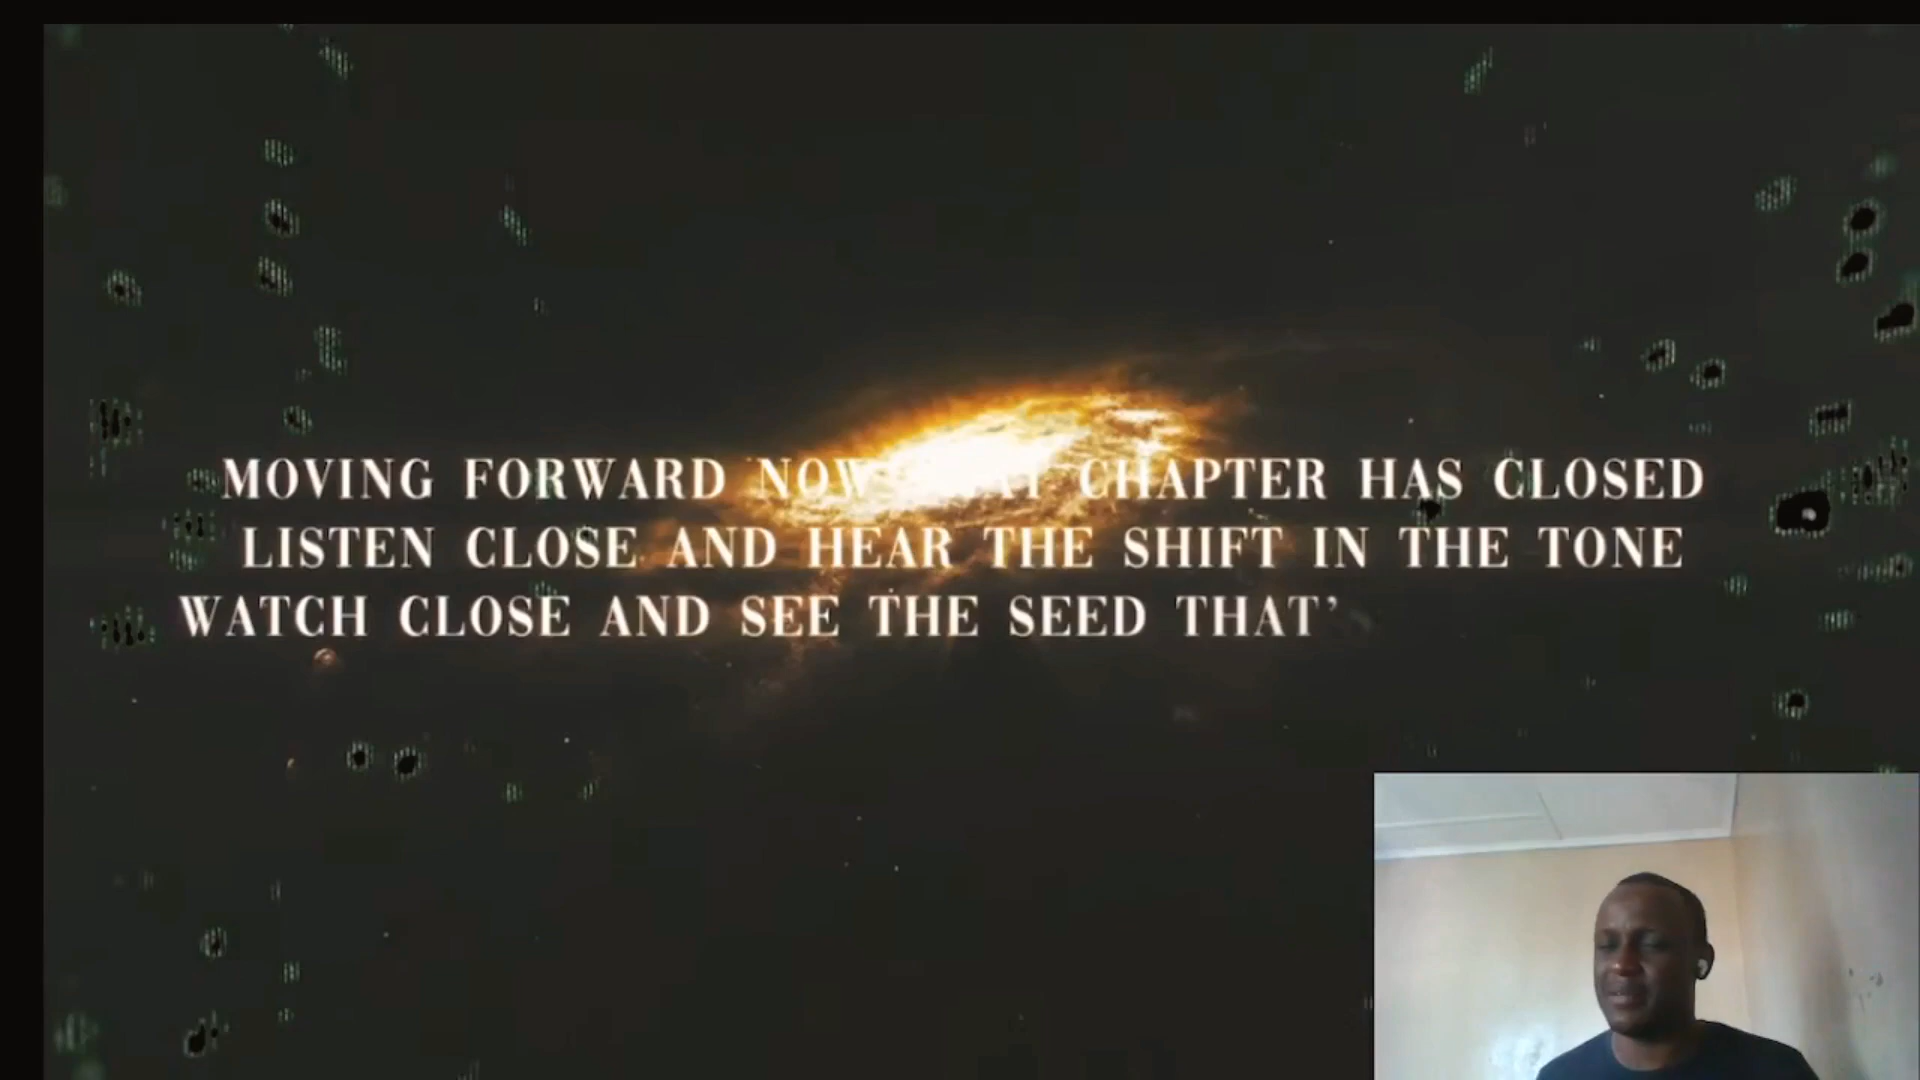 MOVING FORWARD NOW THAT CHAPTER HAS CLOSED
LISTEN CLOSE AND HEAR THE SHIFT IN THE TONE
WATCH CLOSE AND SEE THE SEED THAT'